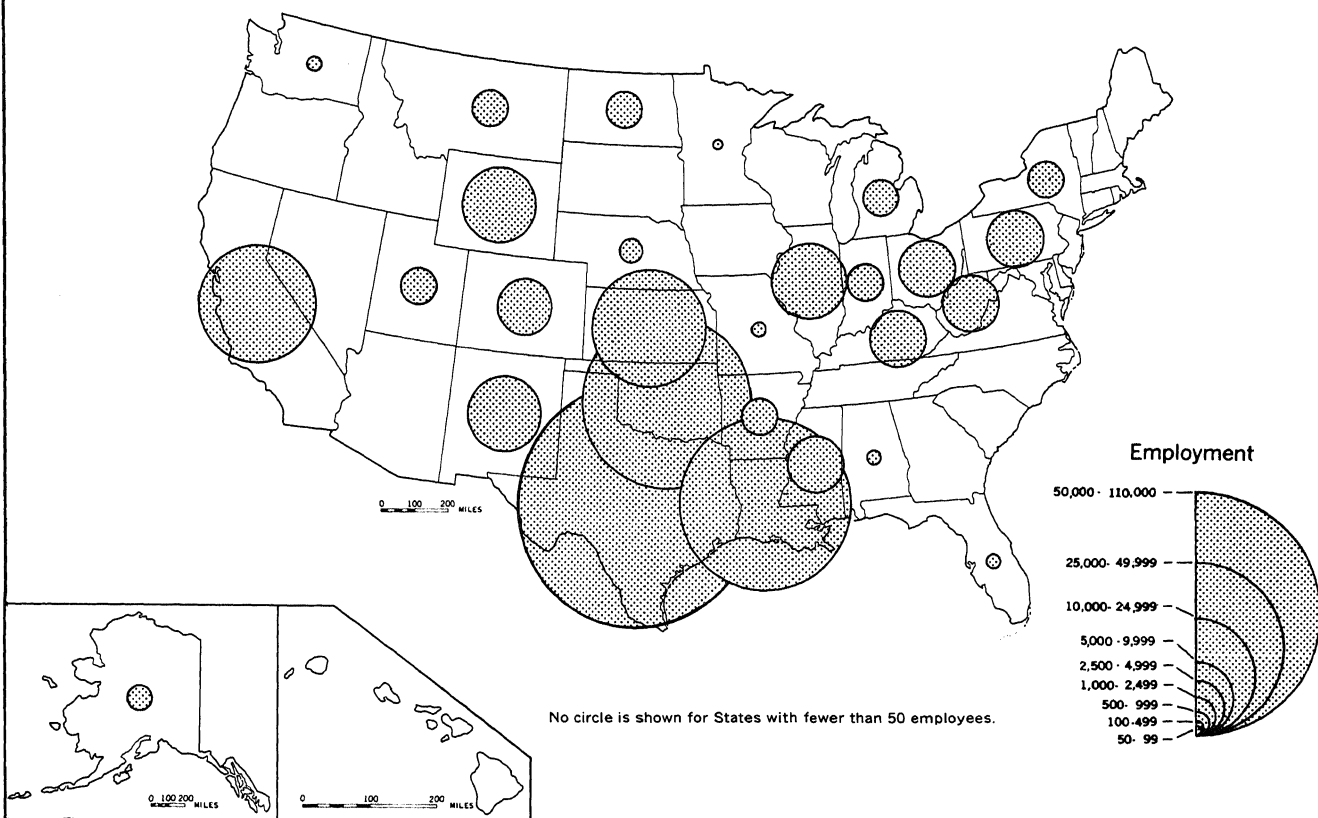 0 100 200 MILES
Employment
50,000 - 110,000
25,000 - 49,999
10,000 - 24,999
5,000 - 9,999
2,500 - 4,999
1,000 - 2,499
500 - 999
100 - 499
50 - 99
No circle is shown for States with fewer than 50 employees.
0 100 200 MILES
0 100 200 MILES